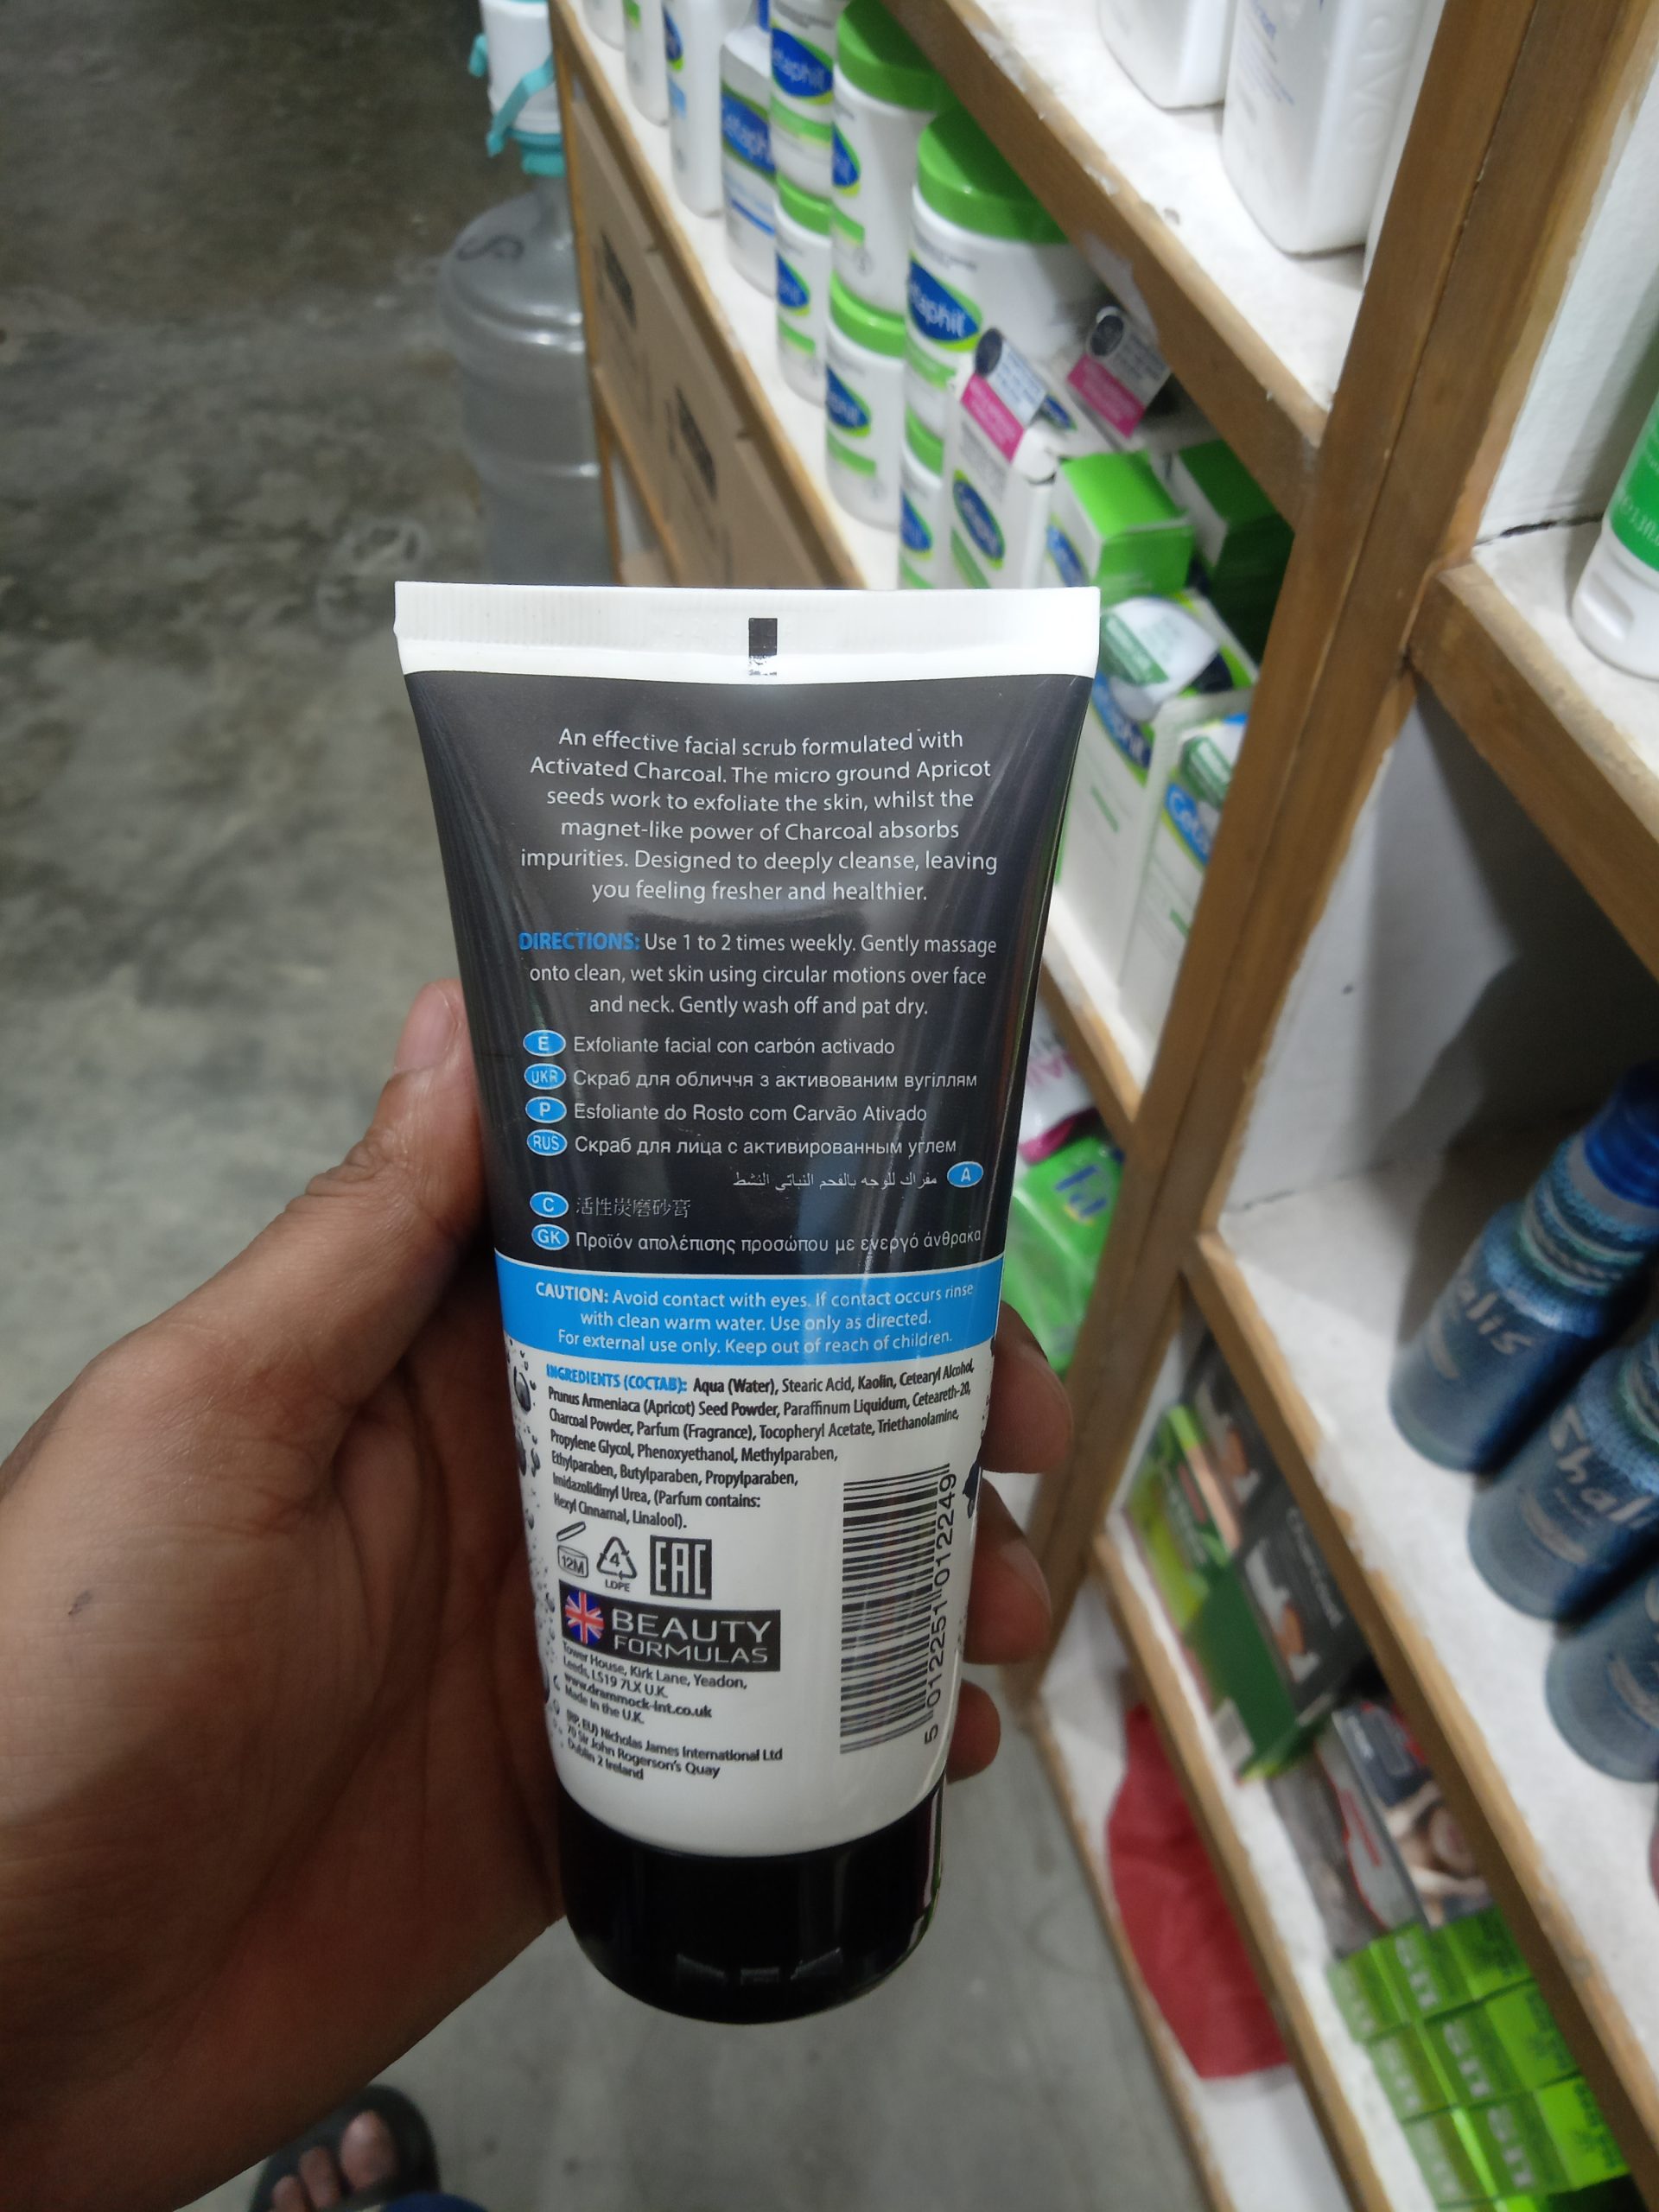 An effective facial scrub formulated with
Activated Charcoal. The micro ground Apricot
seeds work to exfoliate the skin, whilst the
magnet-like power of Charcoal absorbs
impurities. Designed to deeply cleanse, leaving
you feeling fresher and healthier.
DIRECTIONS: Use 1 to 2 times weekly. Gently massage
onto clean, wet skin using circular motions over face
and neck. Gently wash off and pat dry.
E Exfoliante facial con carbón activado
UKR Скраб для обличчя з активованим вугіллям
P Esfoliante do Rosto com Carvão Ativado
RUS Скраб для лица с активированным углем
A مفراك للوجه بالفحم النباتي النشط
C 活性炭磨砂膏
GK Προϊόν απολέπισης προσώπου με ενεργό άνθρακα
CAUTION: Avoid contact with eyes. If contact occurs rinse
with clean warm water. Use only as directed.
For external use only. Keep out of reach of children.
INGREDIENTS (COCTAB): Aqua (Water), Stearic Acid, Kaolin, Cetearyl Alcohol,
Prunus Armeniaca (Apricot) Seed Powder, Paraffinum Liquidum, Ceteareth-20,
Charcoal Powder, Parfum (Fragrance), Tocopheryl Acetate, Triethanolamine,
Propylene Glycol, Phenoxyethanol, Methylparaben,
Ethylparaben, Butylparaben, Propylparaben,
Imidazolidinyl Urea, (Parfum contains:
Hexyl Cinnamal, Linalool).
12M
4
LDPE
EAC
BEAUTY
FORMULAS
Tower House, Kirk Lane, Yeadon,
Leeds, LS19 7LX U.K.
www.drammock-int.co.uk
Made in the U.K.
(RP, EU) Nicholas James International Ltd
70 Sir John Rogerson's Quay
Dublin 2 Ireland
5 012251 012249
Cetaphil